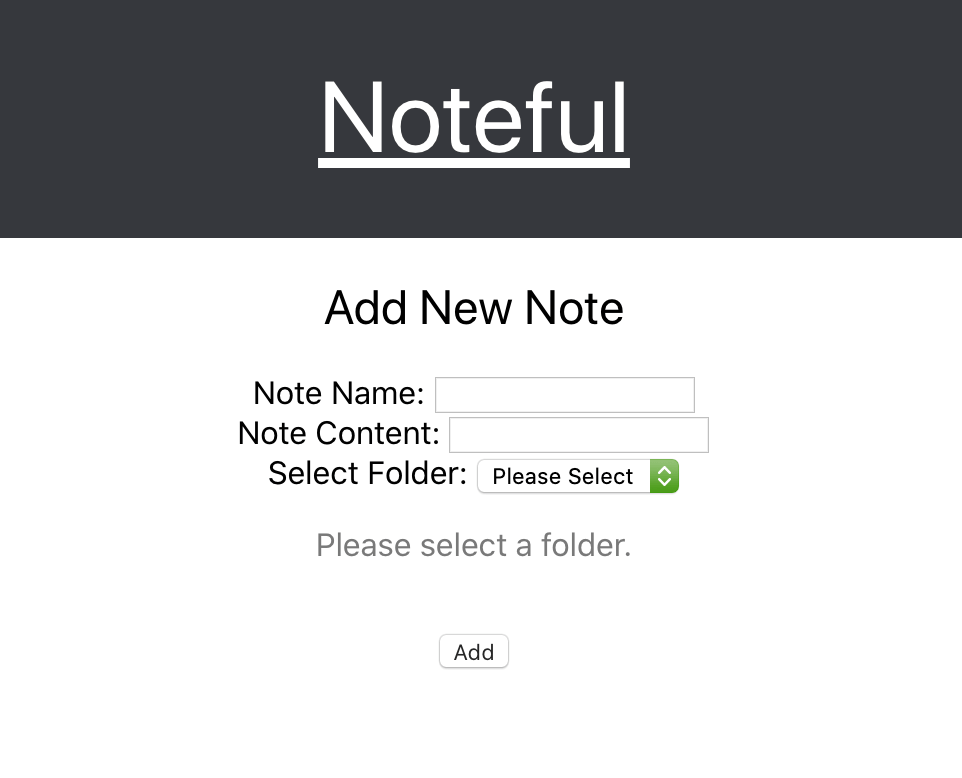 Noteful
Add New Note
Note Name:
Note Content:
Select Folder: Please Select
Please select a folder.
Add